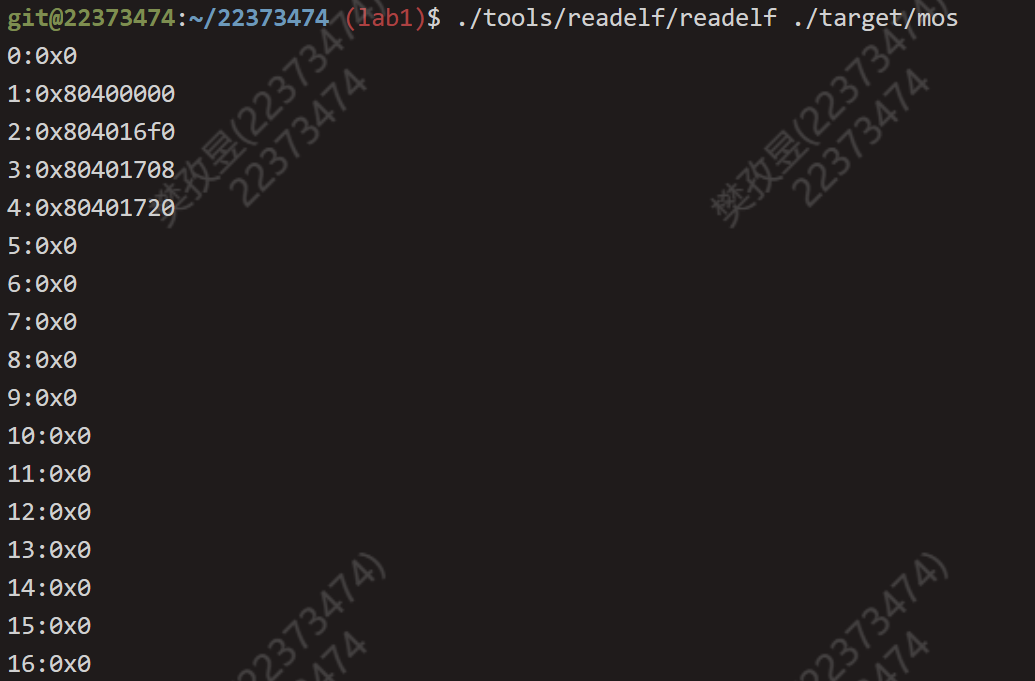 git@22373474:~/22373474 (lab1)$ ./tools/readelf/readelf ./target/mos
0:0x0
1:0x80400000
2:0x804016f0
3:0x80401708
4:0x80401720
5:0x0
6:0x0
7:0x0
8:0x0
9:0x0
10:0x0
11:0x0
12:0x0
13:0x0
14:0x0
15:0x0
16:0x0
樊孜昱(22373474)
22373474
樊孜昱(22373474)
22373474
22373474)
22373474)